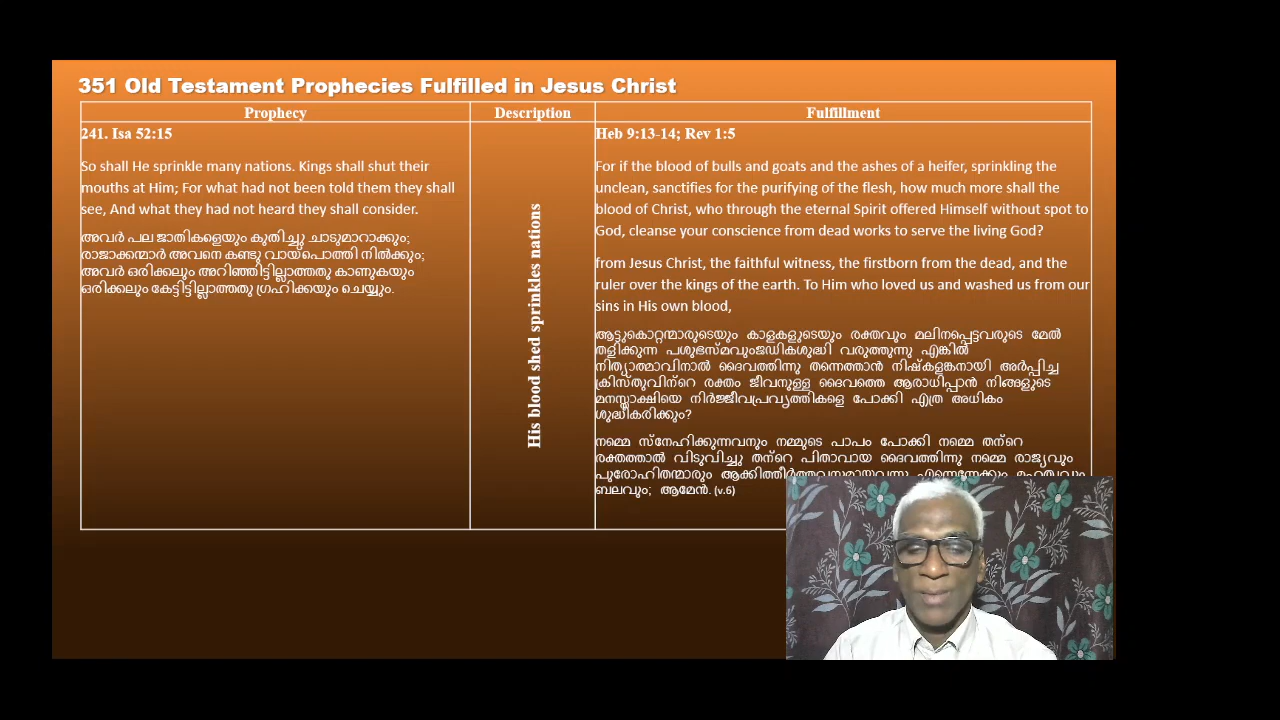 351 Old Testament Prophecies Fulfilled in Jesus Christ
Prophecy
Description
Fulfillment
241. Isa 52:15
So shall He sprinkle many nations. Kings shall shut their
mouths at Him; For what had not been told them they shall
see, And what they had not heard they shall consider.
അവർ പല ജാതികളെയും കുതിച്ചു ചാടുമാറാക്കും;
രാജാക്കന്മാർ അവനെ കണ്ടു വായ്പൊത്തി നിൽക്കും;
അവർ ഒരിക്കലും അറിഞ്ഞിട്ടില്ലാത്തതു കാണുകയും
ഒരിക്കലും കേട്ടിട്ടില്ലാത്തതു ഗ്രഹിക്കയും ചെയ്യും.
His blood shed sprinkles nations
Heb 9:13-14; Rev 1:5
For if the blood of bulls and goats and the ashes of a heifer, sprinkling the
unclean, sanctifies for the purifying of the flesh, how much more shall the
blood of Christ, who through the eternal Spirit offered Himself without spot to
God, cleanse your conscience from dead works to serve the living God?
from Jesus Christ, the faithful witness, the firstborn from the dead, and the
ruler over the kings of the earth. To Him who loved us and washed us from our
sins in His own blood,
ആട്ടുകൊറ്റന്മാരുടെയും കാളകളുടെയും രക്തവും മലിനപ്പെട്ടവരുടെ മേൽ
തളിക്കുന്ന പശുഭസ്മവുംജഡികശുദ്ധി വരുത്തുന്നു എങ്കിൽ
നിത്യാത്മാവിനാൽ ദൈവത്തിന്നു തന്നെത്താൻ നിഷ്കളങ്കനായി അർപ്പിച്ച
ക്രിസ്തുവിൻറെ രക്തം ജീവനുള്ള ദൈവത്തെ ആരാധിപ്പാൻ നിങ്ങളുടെ
മനസ്സാക്ഷിയെ നിർജ്ജീവപ്രവൃത്തികളെ പോക്കി എത്ര അധികം
ശുദ്ധീകരിക്കും?
നമ്മെ സ്നേഹിക്കുന്നവനും നമ്മുടെ പാപം പോക്കി നമ്മെ തൻറെ
രക്തത്താൽ വിടുവിച്ചു തൻറെ പിതാവായ ദൈവത്തിന്നു നമ്മെ രാജ്യവും
പുരോഹിതന്മാരും
ബലവും; ആമേൻ. (v.6)